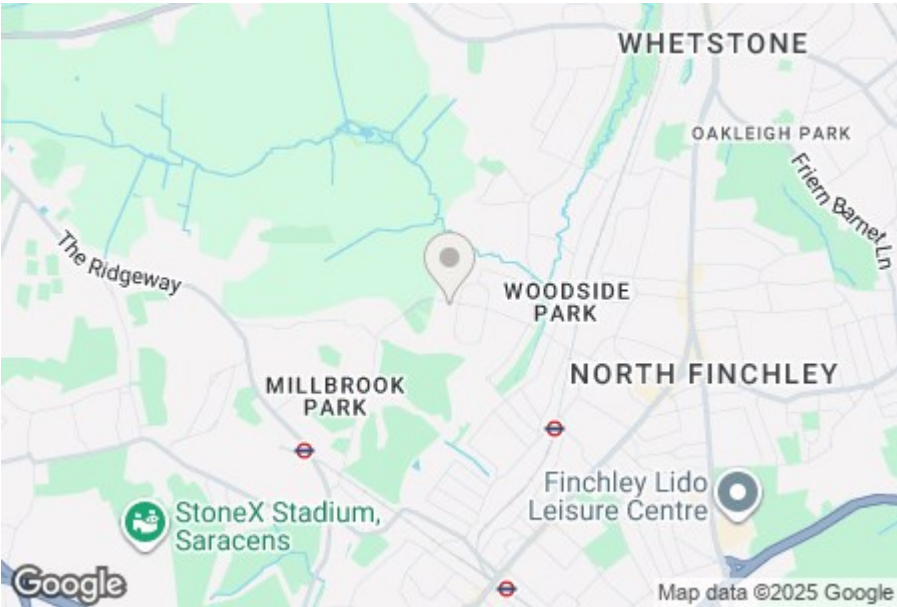 WHETSTONE
OAKLEIGH PARK
Friern Barnet Ln
The Ridgeway
WOODSIDE
PARK
NORTH FINCHLEY
MILLBROOK
PARK
Finchley Lido
Leisure Centre
StoneX Stadium,
Saracens
Google
Map data ©2025 Google